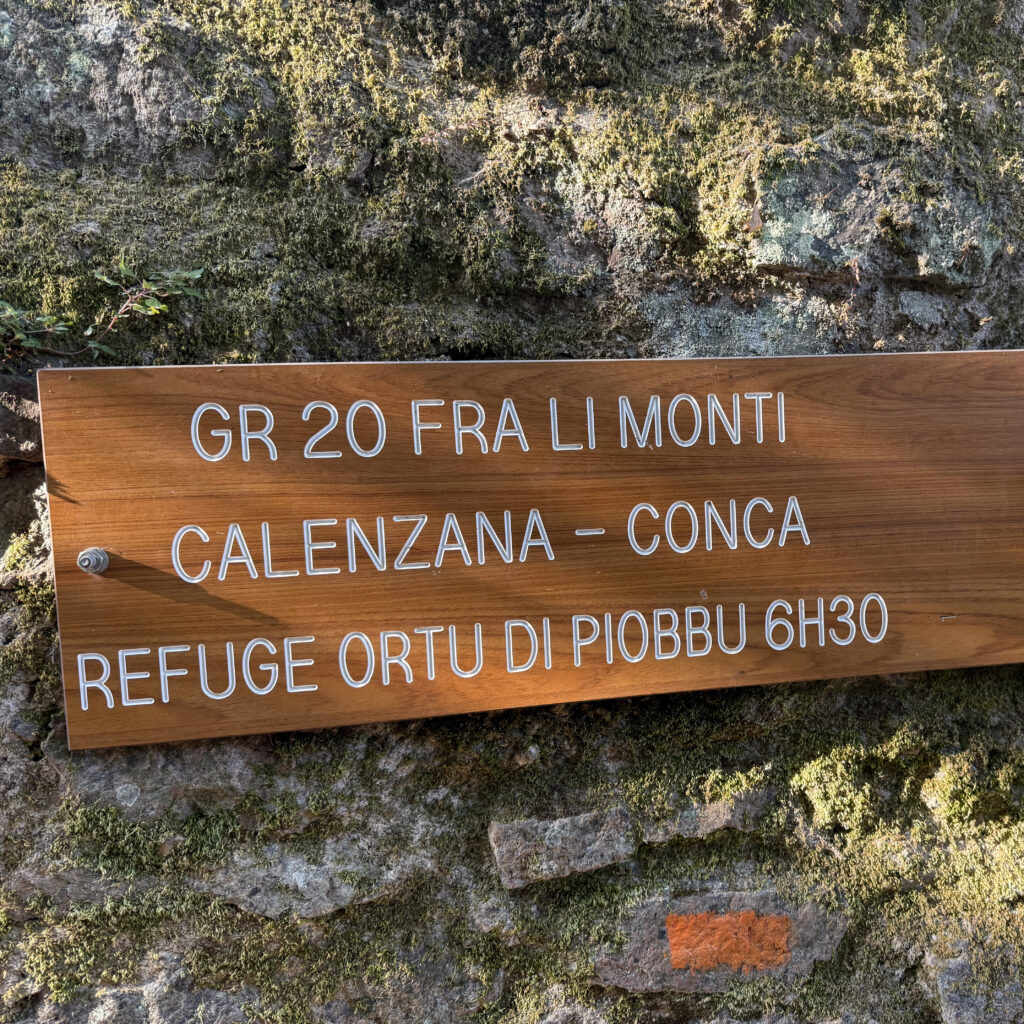 GR 20 FRA LI MONTI
CALENZANA – CONCA
REFUGE ORTU DI PIOBBU 6H30